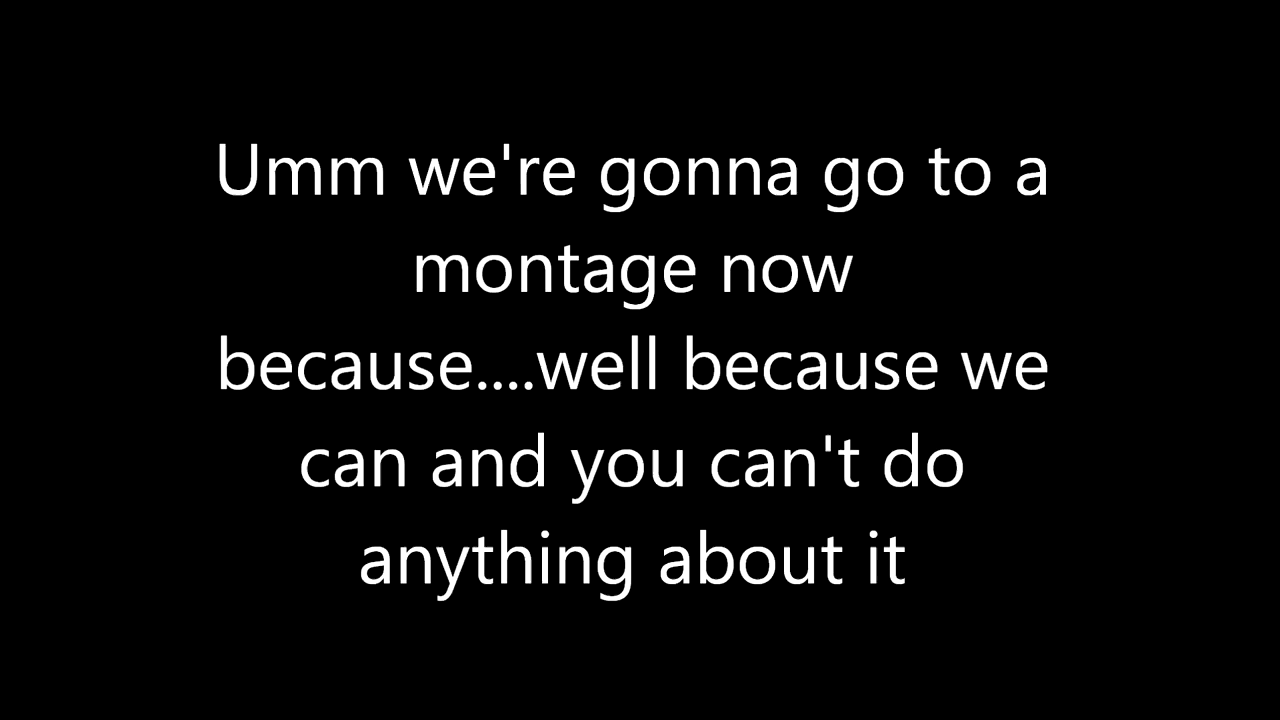 Umm we're gonna go to a
montage now
because....well because we
can and you can't do
anything about it